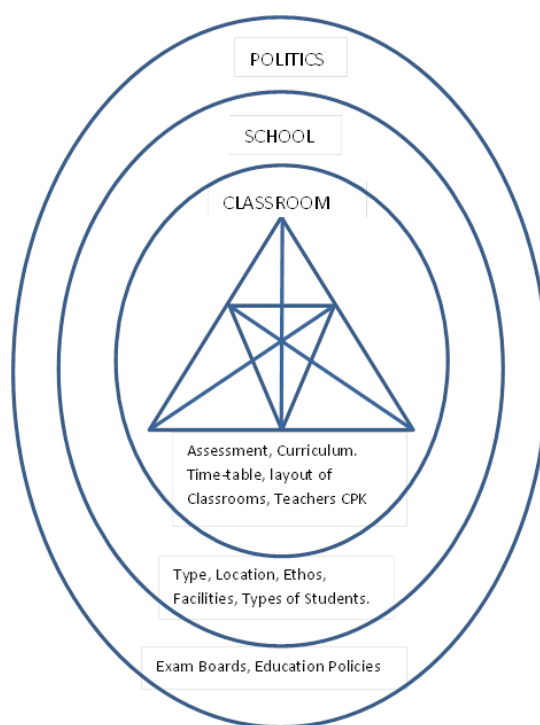 POLITICS
SCHOOL
CLASSROOM
Assessment, Curriculum.
Time-table, layout of
Classrooms, Teachers CPK
Type, Location, Ethos,
Facilities, Types of Students.
Exam Boards, Education Policies